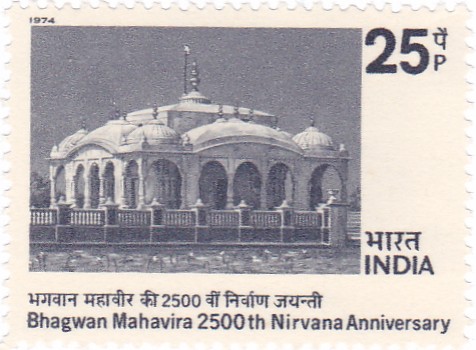 1974
25 पै
P
भारत
INDIA
भगवान महावीर की 2500 वीं निर्वाण जयन्ती
Bhagwan Mahavira 2500th Nirvana Anniversary